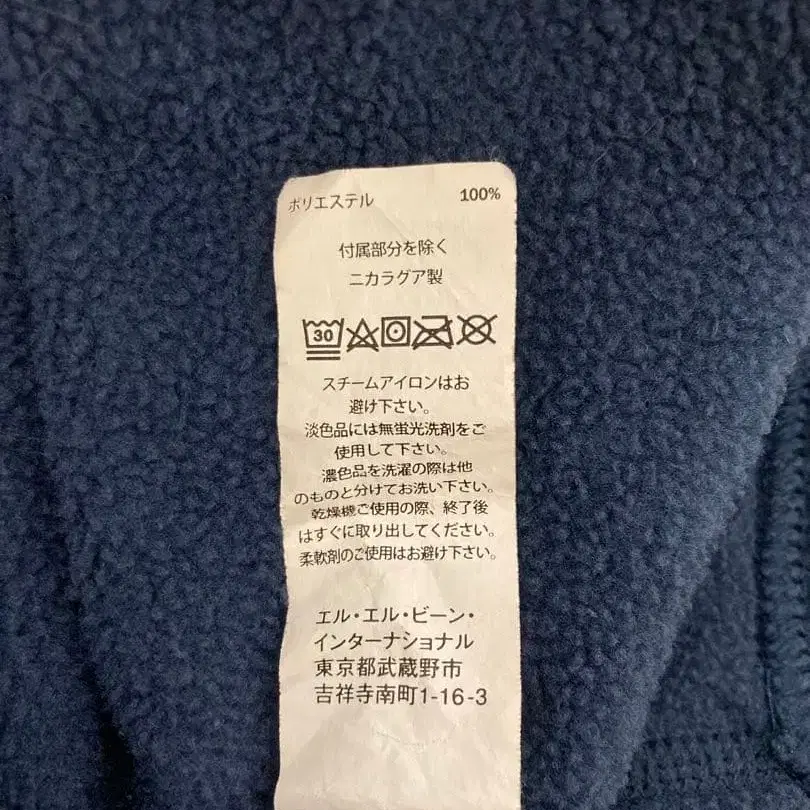 ポリエステル 100%
付属部分を除く
ニカラグア製
30
スチームアイロンはお
避け下さい。
淡色品には無蛍光洗剤をご
使用して下さい。
濃色品を洗濯の際は他
のものと分けてお洗い下さい。
乾燥機ご使用の際、終了後
はすぐに取り出してください。
柔軟剤のご使用はお避け下さい。
エル・エル・ビーン・
インターナショナル
東京都武蔵野市
吉祥寺南町1-16-3